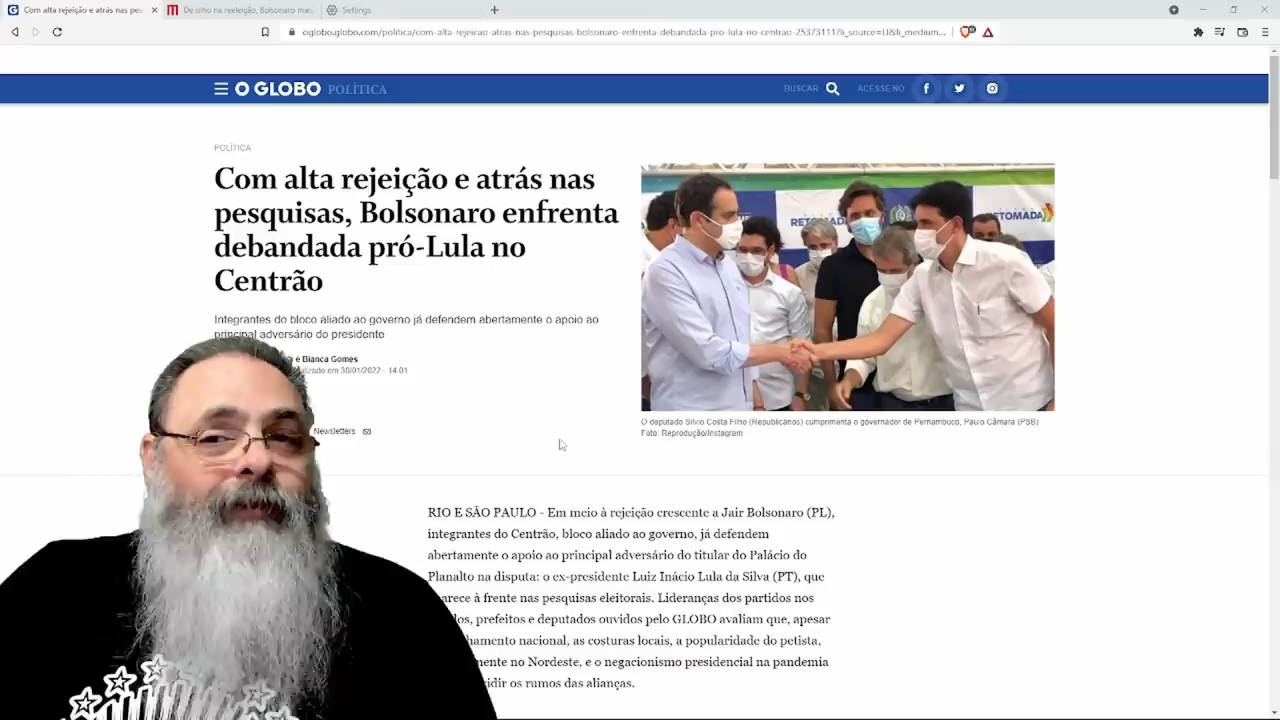 Com alta rejeição e atrás nas pes
De olho na reeleição, Bolsonaro mas
Settings
oglobo.globo.com/politica/com-alta-rejeicao-atras-nas-pesquisas-bolsonaro-enfrenta-debandada-pro-lula-no-centrao-25373111?
O GLOBO POLÍTICA
BUSCAR
ACESSE NO
POLÍTICA
Com alta rejeição e atrás nas
pesquisas, Bolsonaro enfrenta
debandada pró-Lula no
Centrão
Integrantes do bloco aliado ao governo já defendem abertamente o apoio ao
principal adversário do presidente
e Bianca Gomes
em 30/01/2022 - 14:01
Newsletters
RETOMADA
ETOMADA
O deputado Silvio Costa Filho (Republicanos) cumprimenta o governador de Pernambuco, Paulo Câmara (PSB)
Foto: Reprodução/Instagram
RIO E SÃO PAULO - Em meio à rejeição crescente a Jair Bolsonaro (PL),
integrantes do Centrão, bloco aliado ao governo, já defendem
abertamente o apoio ao principal adversário do titular do Palácio do
Planalto na disputa: o ex-presidente Luiz Inácio Lula da Silva (PT), que
arece à frente nas pesquisas eleitorais. Lideranças dos partidos nos
los, prefeitos e deputados ouvidos pelo GLOBO avaliam que, apesar
hamento nacional, as costuras locais, a popularidade do petista,
mente no Nordeste, e o negacionismo presidencial na pandemia
idir os rumos das alianças.